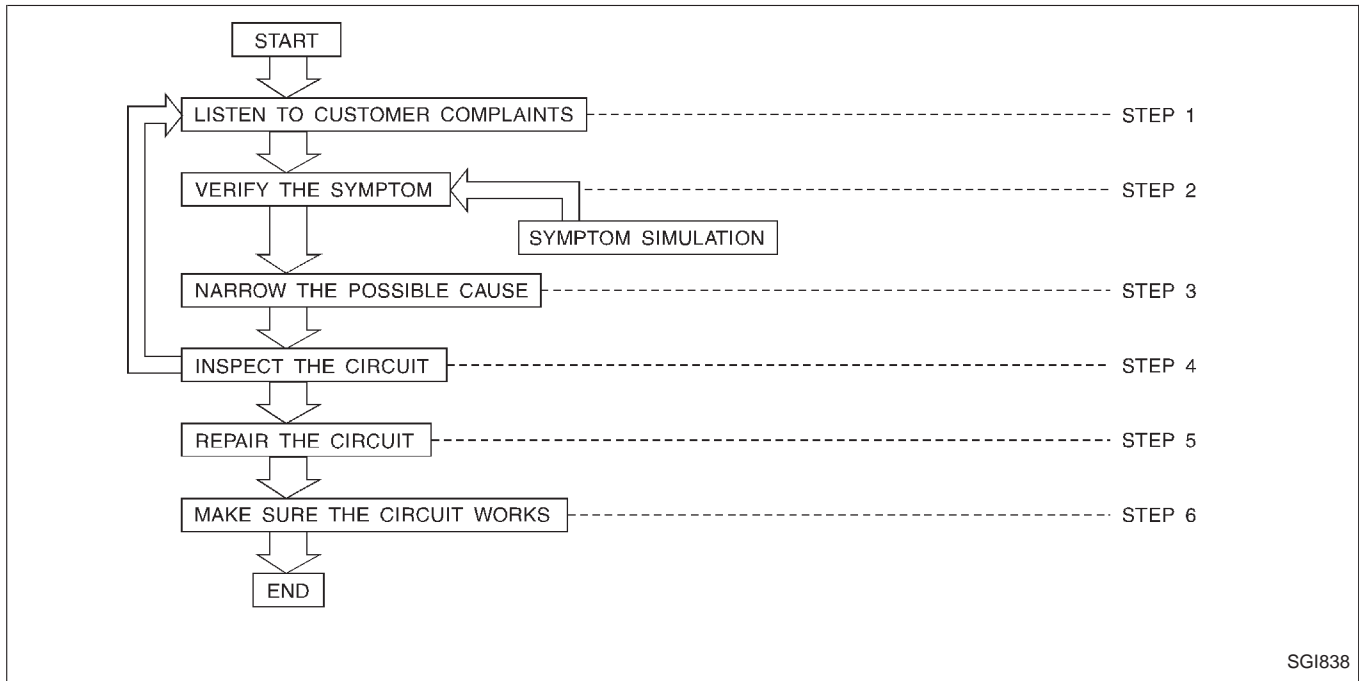 START
LISTEN TO CUSTOMER COMPLAINTS STEP 1
VERIFY THE SYMPTOM STEP 2
SYMPTOM SIMULATION
NARROW THE POSSIBLE CAUSE STEP 3
INSPECT THE CIRCUIT STEP 4
REPAIR THE CIRCUIT STEP 5
MAKE SURE THE CIRCUIT WORKS STEP 6
END
SGI838